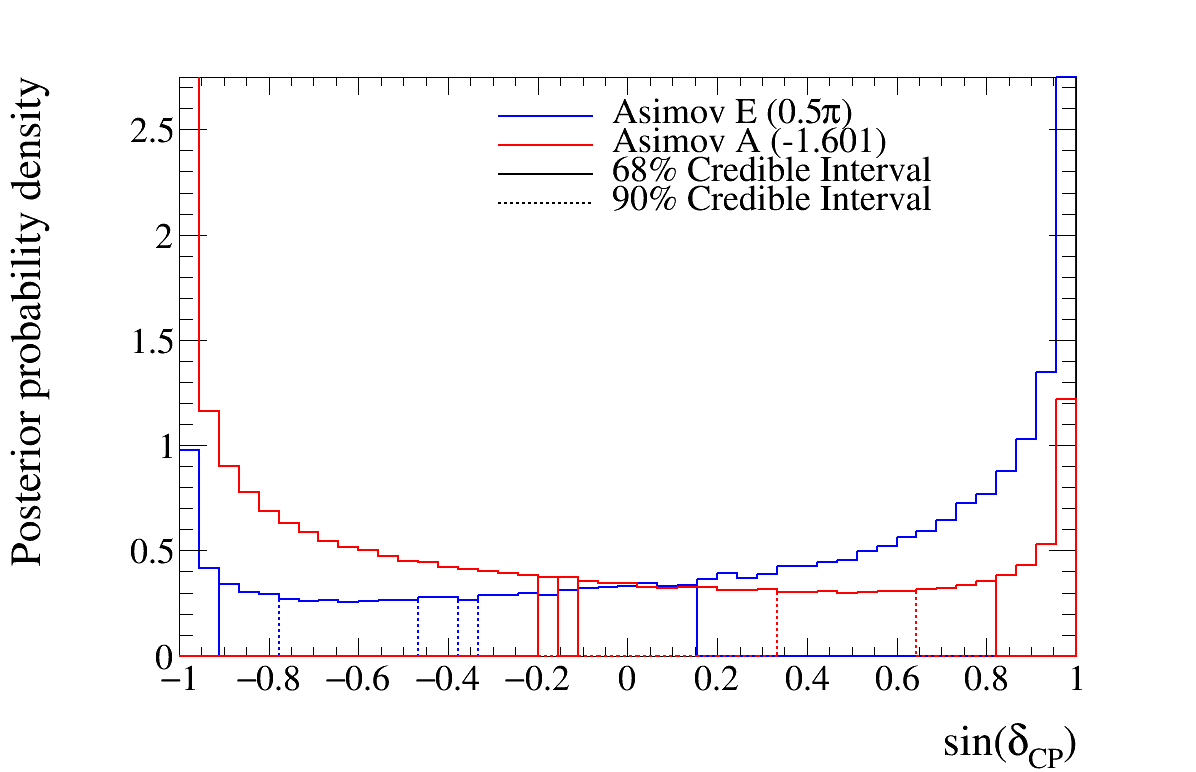 Posterior probability density
2.5
2
1.5
1
0.5
0
Asimov E (0.5π)
Asimov A (-1.601)
68% Credible Interval
90% Credible Interval
−1 −0.8 −0.6 −0.4 −0.2 0 0.2 0.4 0.6 0.8 1
sin(δCP)